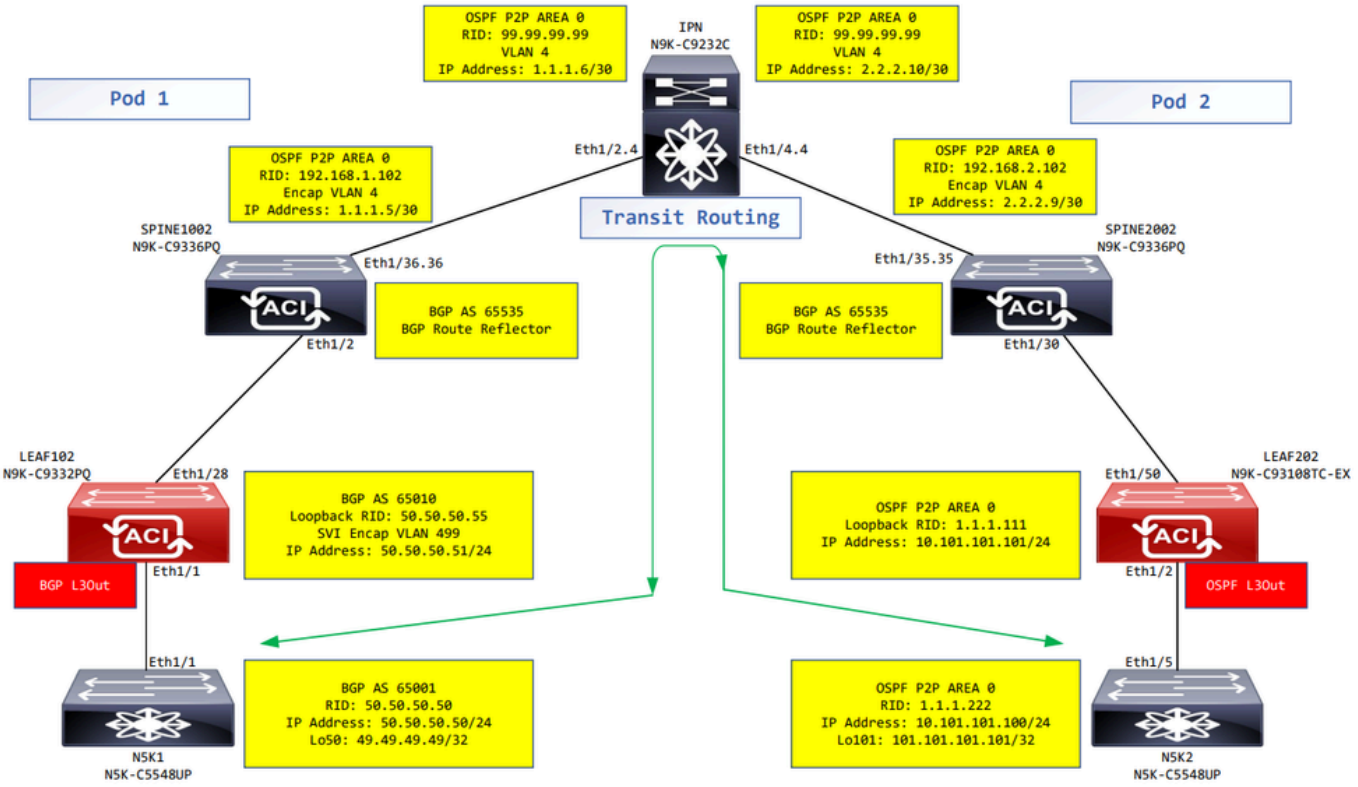 OSPF P2P AREA 0
RID: 99.99.99.99
VLAN 4
IP Address: 1.1.1.6/30
IPN
N9K-C9232C
OSPF P2P AREA 0
RID: 99.99.99.99
VLAN 4
IP Address: 2.2.2.10/30
Pod 1
Pod 2
Eth1/2.4
Eth1/4.4
OSPF P2P AREA 0
RID: 192.168.1.102
Encap VLAN 4
IP Address: 1.1.1.5/30
OSPF P2P AREA 0
RID: 192.168.2.102
Encap VLAN 4
IP Address: 2.2.2.9/30
Transit Routing
SPINE1002
N9K-C9336PQ
SPINE2002
N9K-C9336PQ
Eth1/36.36
Eth1/35.35
ACI
ACI
BGP AS 65535
BGP Route Reflector
BGP AS 65535
BGP Route Reflector
Eth1/2
Eth1/30
LEAF102
N9K-C9332PQ
Eth1/28
LEAF202
N9K-C93108TC-EX
Eth1/50
ACI
ACI
BGP AS 65010
Loopback RID: 50.50.50.55
SVI Encap VLAN 499
IP Address: 50.50.50.51/24
OSPF P2P AREA 0
Loopback RID: 1.1.1.111
IP Address: 10.101.101.101/24
BGP L3Out
Eth1/1
Eth1/2
OSPF L3Out
Eth1/1
Eth1/5
BGP AS 65001
RID: 50.50.50.50
IP Address: 50.50.50.50/24
Lo50: 49.49.49.49/32
OSPF P2P AREA 0
RID: 1.1.1.222
IP Address: 10.101.101.100/24
Lo101: 101.101.101.101/32
N5K1
N5K-C5548UP
N5K2
N5K-C5548UP